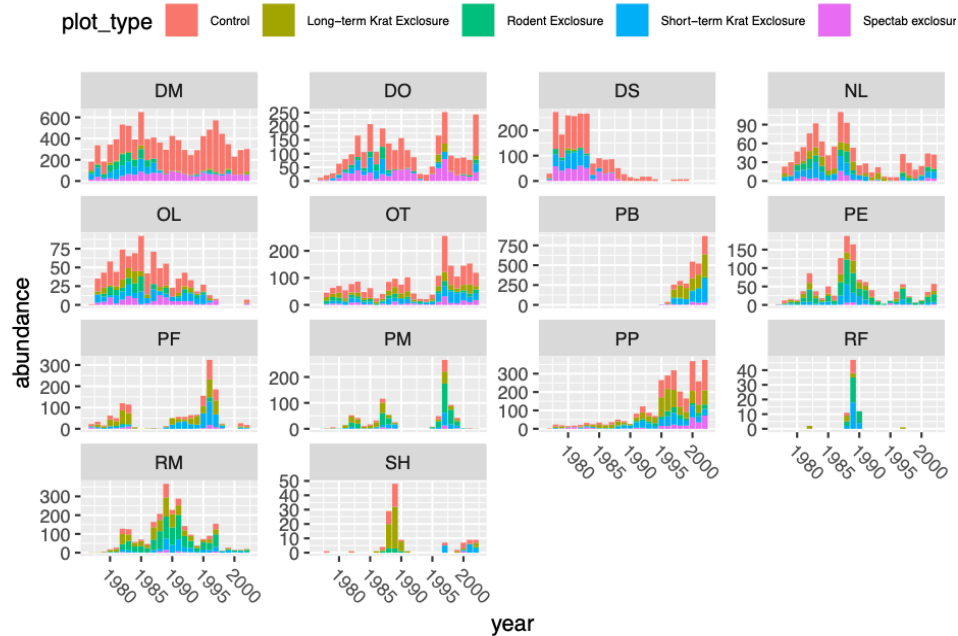 plot_type Control Long-term Krat Exclosure Rodent Exclosure Short-term Krat Exclosure Spectab exclosur
DM DO DS NL
600 400 200 0
250 200 150 100 50 0
200 100 0
90 60 30 0
OL OT PB PE
75 50 25 0
200 100 0
750 500 250 0
150 100 50 0
PF PM PP RF
300 200 100 0
200 100 0
300 200 100 0
40 30 20 10 0
1980 1985 1990 1995 2000
1980 1985 1990 1995 2000
RM SH
300 200 100 0
50 40 30 20 10 0
1980 1985 1990 1995 2000
1980 1985 1990 1995 2000
abundance
year